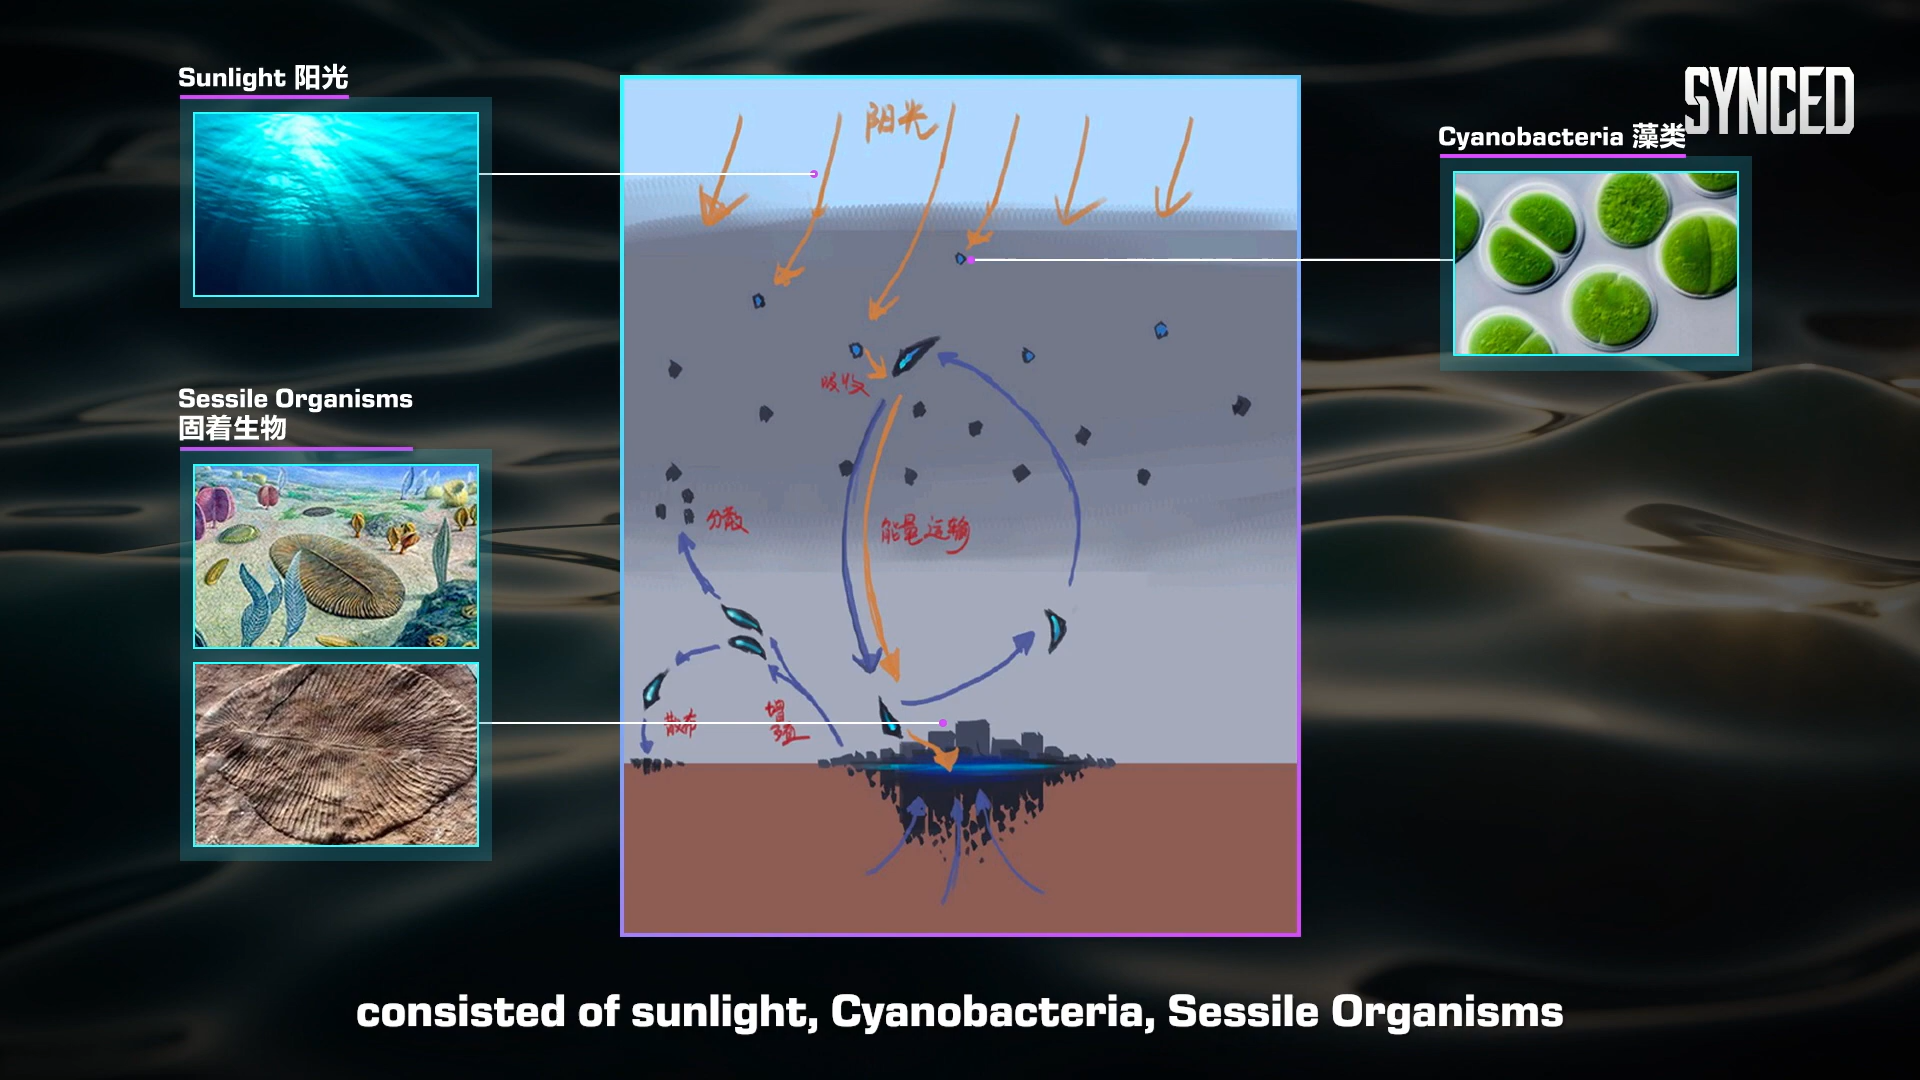 Sunlight 阳光
SYNCED
Cyanobacteria 藻类
阳光
吸收
Sessile Organisms
固着生物
分散
能量运输
散布
增殖
consisted of sunlight, Cyanobacteria, Sessile Organisms